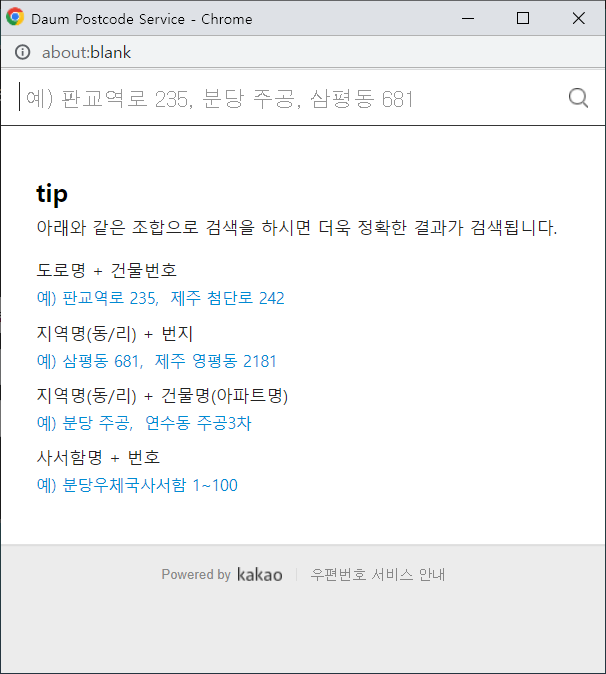 Daum Postcode Service - Chrome
about:blank
예) 판교역로 235, 분당 주공, 삼평동 681
tip
아래와 같은 조합으로 검색을 하시면 더욱 정확한 결과가 검색됩니다.
도로명 + 건물번호
예) 판교역로 235, 제주 첨단로 242
지역명(동/리) + 번지
예) 삼평동 681, 제주 영평동 2181
지역명(동/리) + 건물명(아파트명)
예) 분당 주공, 연수동 주공3차
사서함명 + 번호
예) 분당우체국사서함 1~100
Powered by kakao | 우편번호 서비스 안내